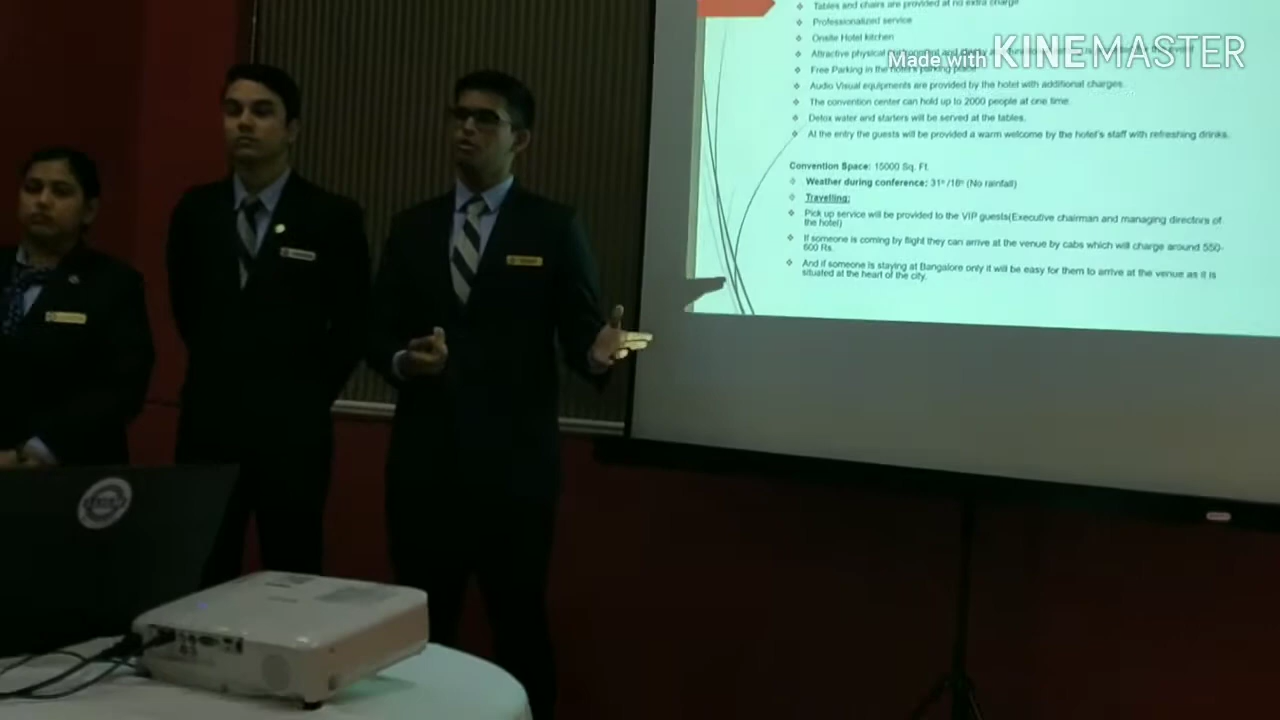 Tables and chairs are provided at no extra charge
Professionalized service
Onsite Hotel kitchen
Attractive physical
Made with KINEMASTER
Free Parking in the hotel's parking place
Audio Visual equipments are provided by the hotel with additional charges.
The convention center can hold up to 2000 people at one time.
Detox water and starters will be served at the tables.
At the entry the guests will be provided a warm welcome by the hotel's staff with refreshing drinks.
Convention Space: 15000 Sq. Ft.
Weather during conference: 31° /18° (No rainfall)
Travelling:
Pick up service will be provided to the VIP guests(Executive chairman and managing directors of
the hotel)
If someone is coming by flight they can arrive at the venue by cabs which will charge around 550-
600 Rs.
And if someone is staying at Bangalore only it will be easy for them to arrive at the venue as it is
situated at the heart of the city.